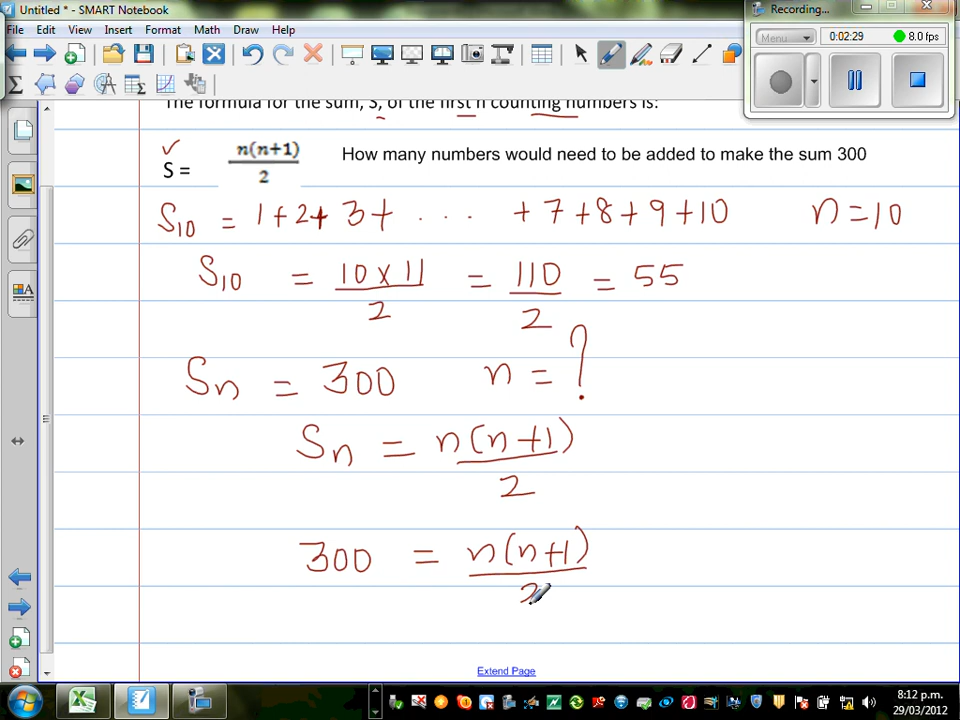 Untitled * - SMART Notebook
File Edit View Insert Format Math Draw Help
Recording...
Menu 0:02:29 8.0 fps
The formula for the sum, S, of the first n counting numbers is:
S = n(n+1)/2 How many numbers would need to be added to make the sum 300
S10 = 1+2+3+ ... +7+8+9+10 n=10
S10 = 10 x 11/2 = 110/2 = 55
Sn = 300 n = ?
Sn = n(n+1)/2
300 = n(n+1)/2
Extend Page
8:12 p.m.
29/03/2012